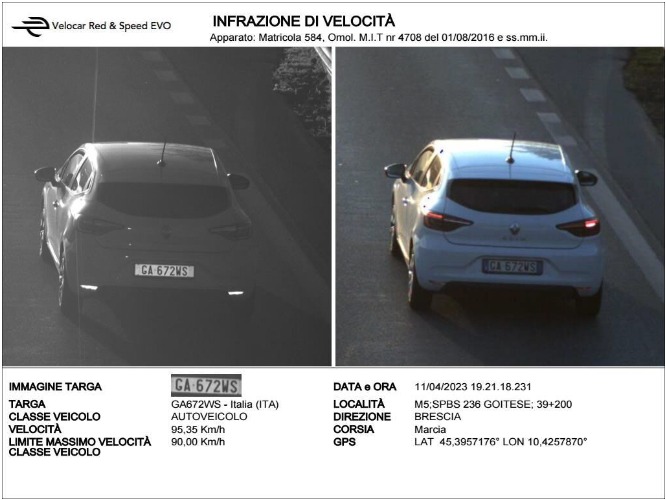 Velocar Red & Speed EVO
INFRAZIONE DI VELOCITÀ
Apparato: Matricola 584, Omol. M.I.T nr 4708 del 01/08/2016 e ss.mm.ii.
GA 672WS
GA 672WS
IMMAGINE TARGA
GA 672WS
TARGA
GA672WS - Italia (ITA)
CLASSE VEICOLO
AUTOVEICOLO
VELOCITÀ
95,35 Km/h
LIMITE MASSIMO VELOCITÀ
CLASSE VEICOLO
90,00 Km/h
DATA e ORA
11/04/2023 19.21.18.231
LOCALITÀ
M5;SPBS 236 GOITESE; 39+200
DIREZIONE
BRESCIA
CORSIA
Marcia
GPS
LAT 45,3957176° LON 10,4257870°